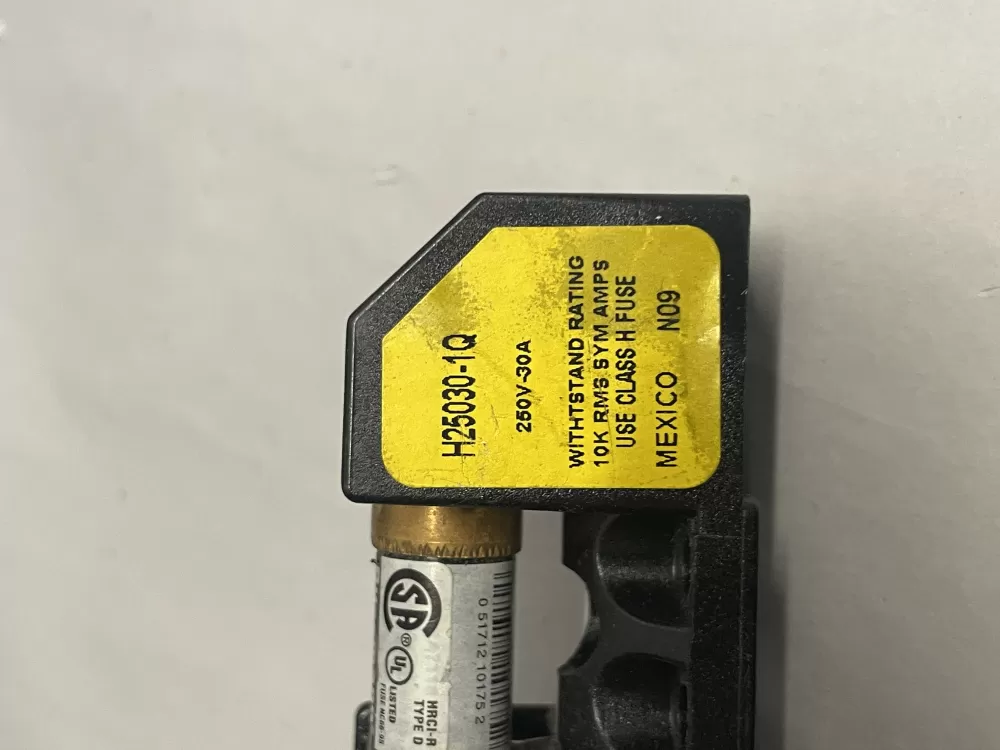 H25030-1Q
250V-30A
WITHTSTAND RATING
10K RMS SYM AMPS
USE CLASS H FUSE
MEXICO N09
SA
®
UL
LISTED
HRCI-R
TYPE D
0 51712 10175 2